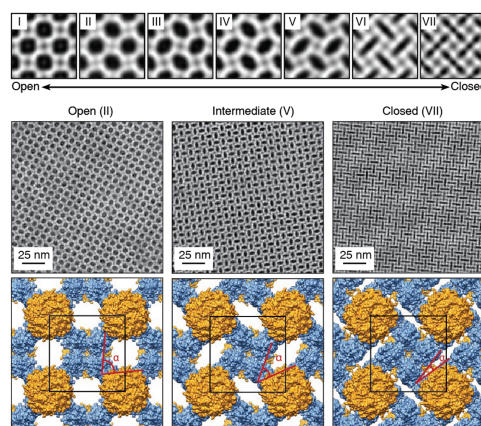 I II III IV V VI VII
Open Closed
Open (II) Intermediate (V) Closed (VII)
25 nm 25 nm 25 nm
α α α